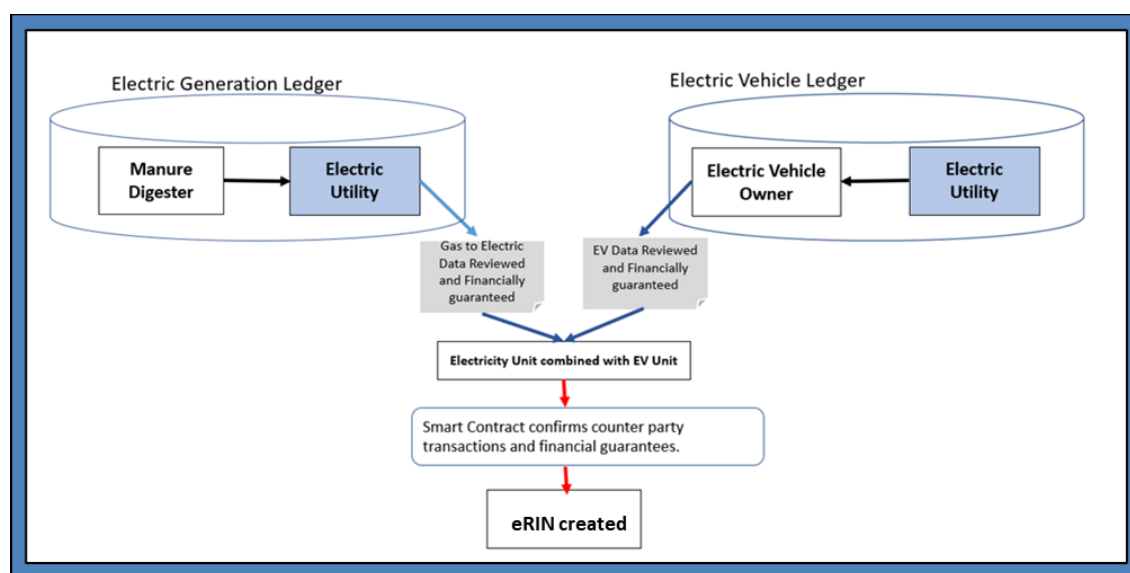 Electric Generation Ledger
Electric Vehicle Ledger
Manure
Digester
Electric
Utility
Electric Vehicle
Owner
Electric
Utility
Gas to Electric
Data Reviewed
and Financially
guaranteed
EV Data Reviewed
and Financially
guaranteed
Electricity Unit combined with EV Unit
Smart Contract confirms counter party
transactions and financial guarantees.
eRIN created